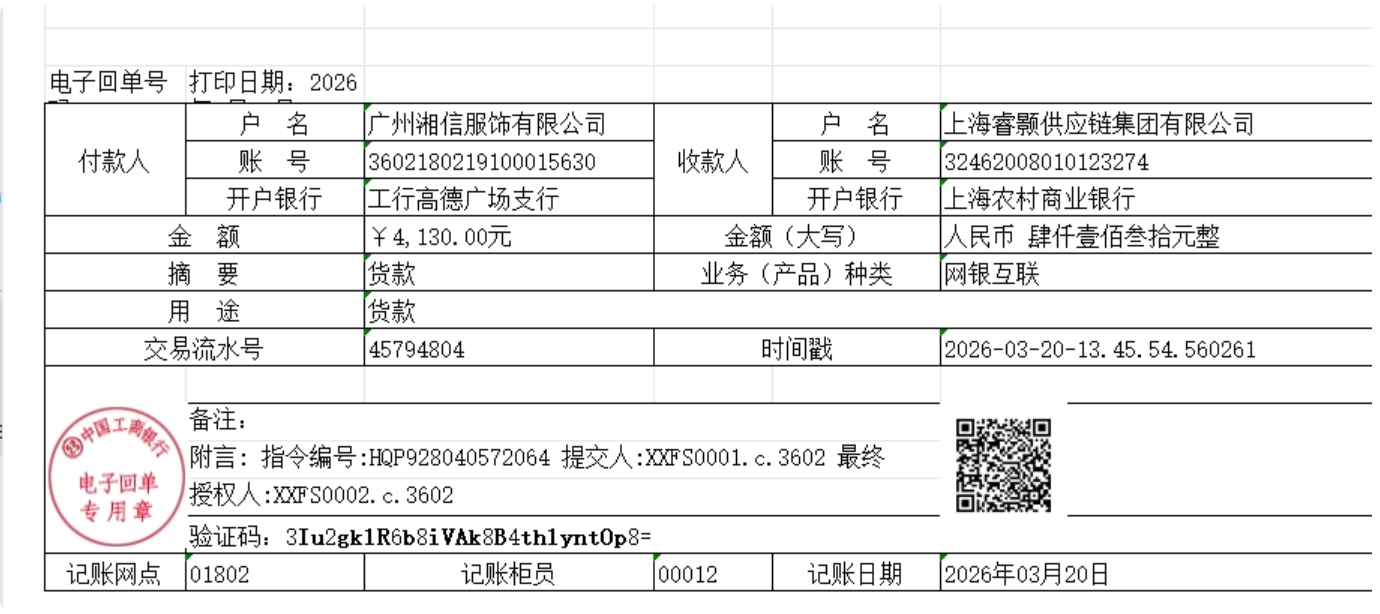 电子回单号 打印日期：2026
付款人 户 名 广州湘信服饰有限公司 收款人 户 名 上海睿颢供应链集团有限公司
账 号 3602180219100015630 账 号 32462008010123274
开户银行 工行高德广场支行 开户银行 上海农村商业银行
金 额 ￥4,130.00元 金额（大写） 人民币 肆仟壹佰叁拾元整
摘 要 货款 业务（产品）种类 网银互联
用 途 货款
交易流水号 45794804 时间戳 2026-03-20-13.45.54.560261
中国工商银行
电子回单
专用章
备注：
附言：指令编号:HQP928040572064 提交人:XXFS0001.c.3602 最终
授权人:XXFS0002.c.3602
验证码：3Iu2gk1R6b8iVAk8B4th1yntOp8=
记账网点 01802 记账柜员 00012 记账日期 2026年03月20日